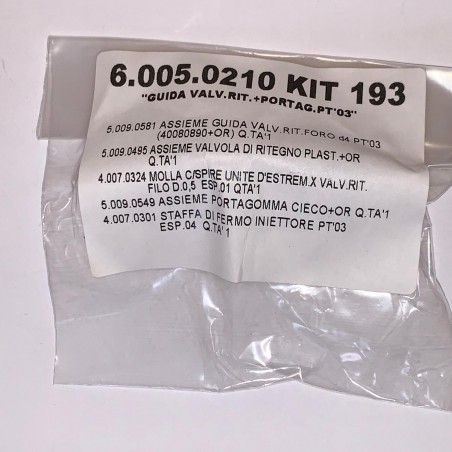 6.005.0210 KIT 193
"GUIDA VALV.RIT.+PORTAG.PT'03"
5.009.0581 ASSIEME GUIDA VALV.RIT.FORO d4 PT'03
(40080890+OR) Q.TA'1
5.009.0495 ASSIEME VALVOLA DI RITEGNO PLAST.+OR
Q.TA'1
4.007.0324 MOLLA C/SPIRE UNITE D'ESTREM.X VALV.RIT.
FILO D.0,5 ESP.01 QTA'1
5.009.0549 ASSIEME PORTAGOMMA CIECO+OR Q.TA'1
4.007.0301 STAFFA DI FERMO INIETTORE PT'03
ESP.04 Q.TA'1